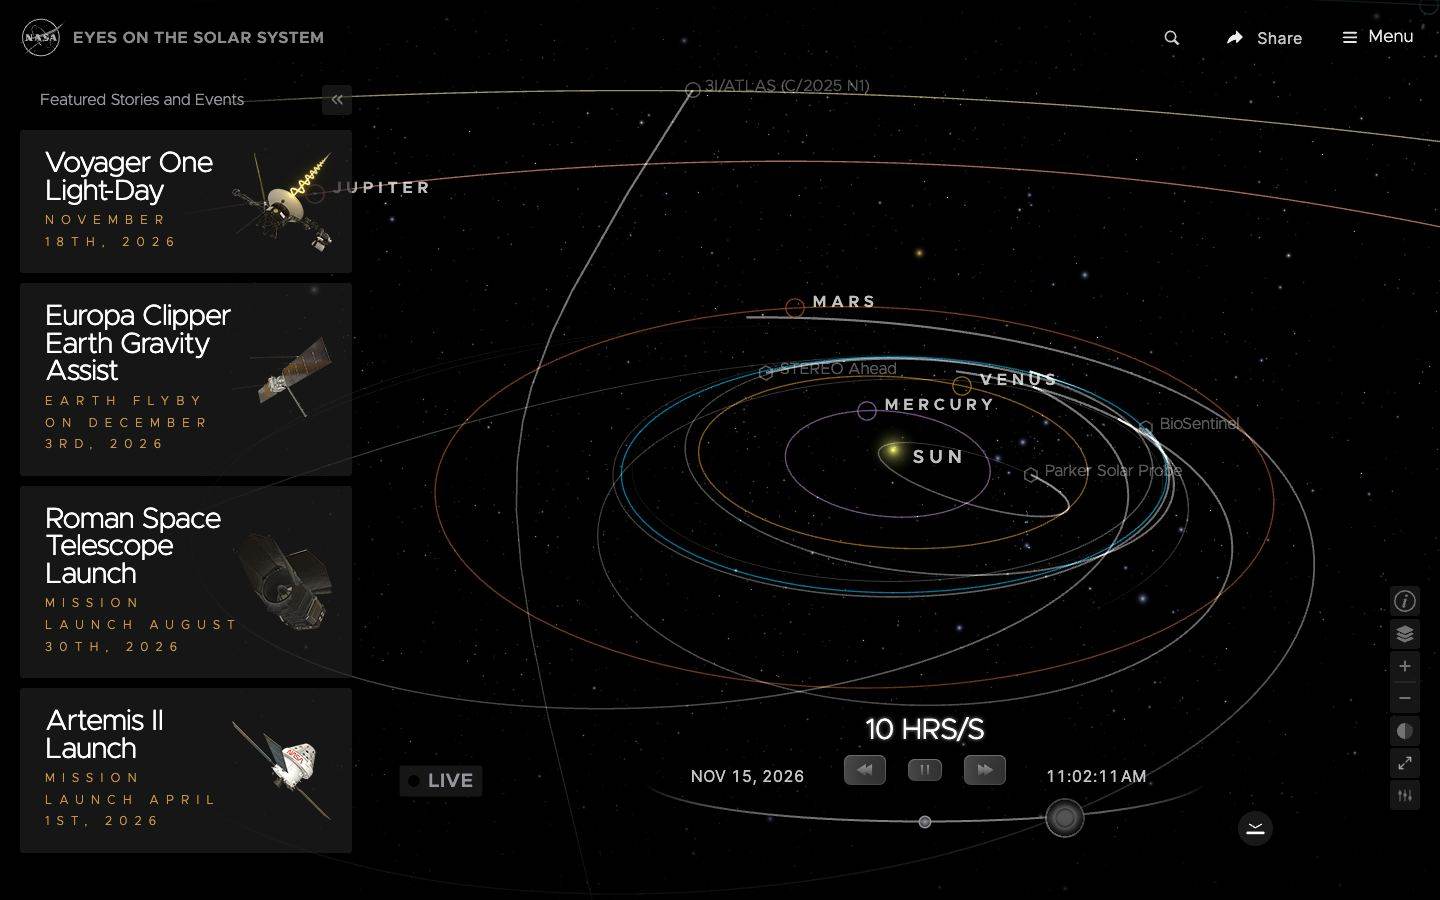 NASA
EYES ON THE SOLAR SYSTEM
Share
Menu
Featured Stories and Events
3I/ATLAS (C/2025 N1)
Voyager One
Light-Day
NOVEMBER
18TH, 2026
JUPITER
Europa Clipper
Earth Gravity
Assist
EARTH FLYBY
ON DECEMBER
3RD, 2026
MARS
STEREO Ahead
VENUS
MERCURY
BioSentinel
SUN
Parker Solar Probe
Roman Space
Telescope
Launch
MISSION
LAUNCH AUGUST
30TH, 2026
Artemis II
Launch
MISSION
LAUNCH APRIL
1ST, 2026
LIVE
10 HRS/S
NOV 15, 2026
11:02:11 AM